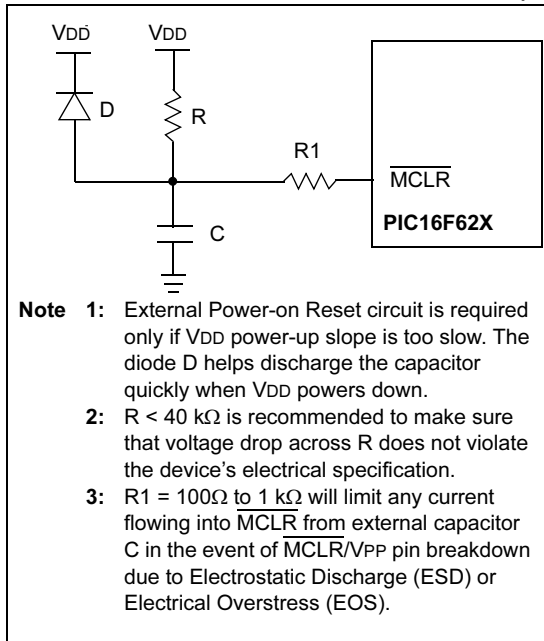 VDD VDD
D
R
R1
MCLR
PIC16F62X
C
Note 1: External Power-on Reset circuit is required
only if VDD power-up slope is too slow. The
diode D helps discharge the capacitor
quickly when VDD powers down.
2: R < 40 kΩ is recommended to make sure
that voltage drop across R does not violate
the device's electrical specification.
3: R1 = 100Ω to 1 kΩ will limit any current
flowing into MCLR from external capacitor
C in the event of MCLR/VPP pin breakdown
due to Electrostatic Discharge (ESD) or
Electrical Overstress (EOS).